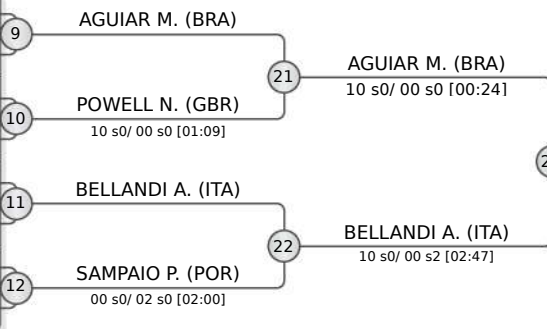 AGUIAR M. (BRA)
9
21
AGUIAR M. (BRA)
10 s0/ 00 s0 [00:24]
POWELL N. (GBR)
10
10 s0/ 00 s0 [01:09]
BELLANDI A. (ITA)
11
22
BELLANDI A. (ITA)
10 s0/ 00 s2 [02:47]
SAMPAIO P. (POR)
12
00 s0/ 02 s0 [02:00]